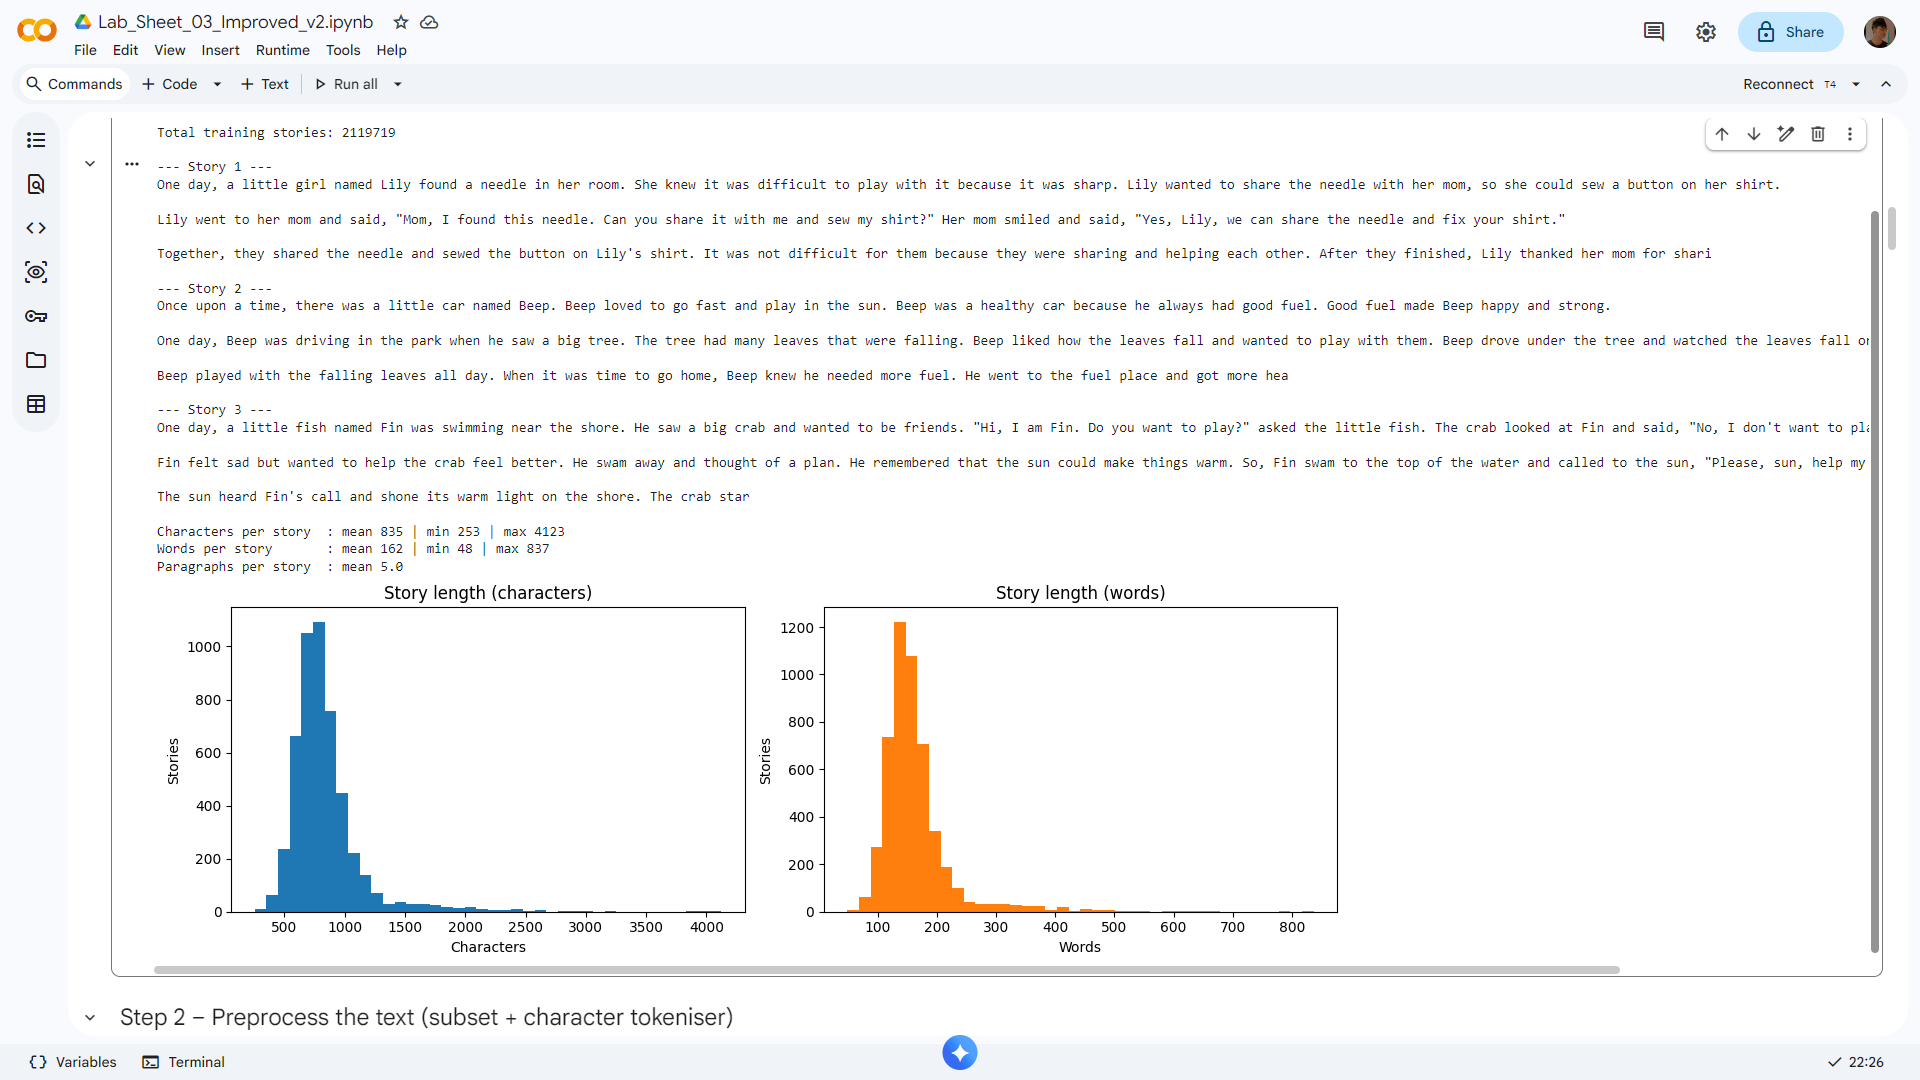 Lab_Sheet_03_Improved_v2.ipynb
File Edit View Insert Runtime Tools Help
Share
Commands + Code + Text Run all
Reconnect T4
Total training stories: 2119719
--- Story 1 ---
One day, a little girl named Lily found a needle in her room. She knew it was difficult to play with it because it was sharp. Lily wanted to share the needle with her mom, so she could sew a button on her shirt.
Lily went to her mom and said, "Mom, I found this needle. Can you share it with me and sew my shirt?" Her mom smiled and said, "Yes, Lily, we can share the needle and fix your shirt."
Together, they shared the needle and sewed the button on Lily's shirt. It was not difficult for them because they were sharing and helping each other. After they finished, Lily thanked her mom for shari
--- Story 2 ---
Once upon a time, there was a little car named Beep. Beep loved to go fast and play in the sun. Beep was a healthy car because he always had good fuel. Good fuel made Beep happy and strong.
One day, Beep was driving in the park when he saw a big tree. The tree had many leaves that were falling. Beep liked how the leaves fall and wanted to play with them. Beep drove under the tree and watched the leaves fall on
Beep played with the falling leaves all day. When it was time to go home, Beep knew he needed more fuel. He went to the fuel place and got more hea
--- Story 3 ---
One day, a little fish named Fin was swimming near the shore. He saw a big crab and wanted to be friends. "Hi, I am Fin. Do you want to play?" asked the little fish. The crab looked at Fin and said, "No, I don't want to pla
Fin felt sad but wanted to help the crab feel better. He swam away and thought of a plan. He remembered that the sun could make things warm. So, Fin swam to the top of the water and called to the sun, "Please, sun, help my
The sun heard Fin's call and shone its warm light on the shore. The crab star
Characters per story : mean 835 | min 253 | max 4123
Words per story : mean 162 | min 48 | max 837
Paragraphs per story : mean 5.0
Story length (characters)
Stories
1000
800
600
400
200
0
500 1000 1500 2000 2500 3000 3500 4000
Characters
Story length (words)
Stories
1200
1000
800
600
400
200
0
100 200 300 400 500 600 700 800
Words
Step 2 – Preprocess the text (subset + character tokeniser)
Variables Terminal
22:26